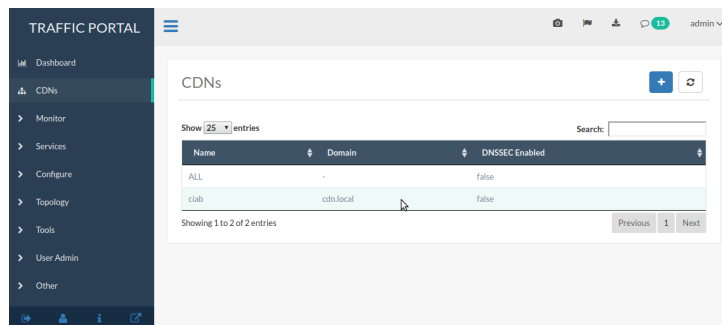 TRAFFIC PORTAL
13
admin
Dashboard
CDNs
Monitor
Services
Configure
Topology
Tools
User Admin
Other
CDNs
Show 25 entries
Search:
Name Domain DNSSEC Enabled
ALL - false
ciab cdn.local false
Showing 1 to 2 of 2 entries
Previous 1 Next